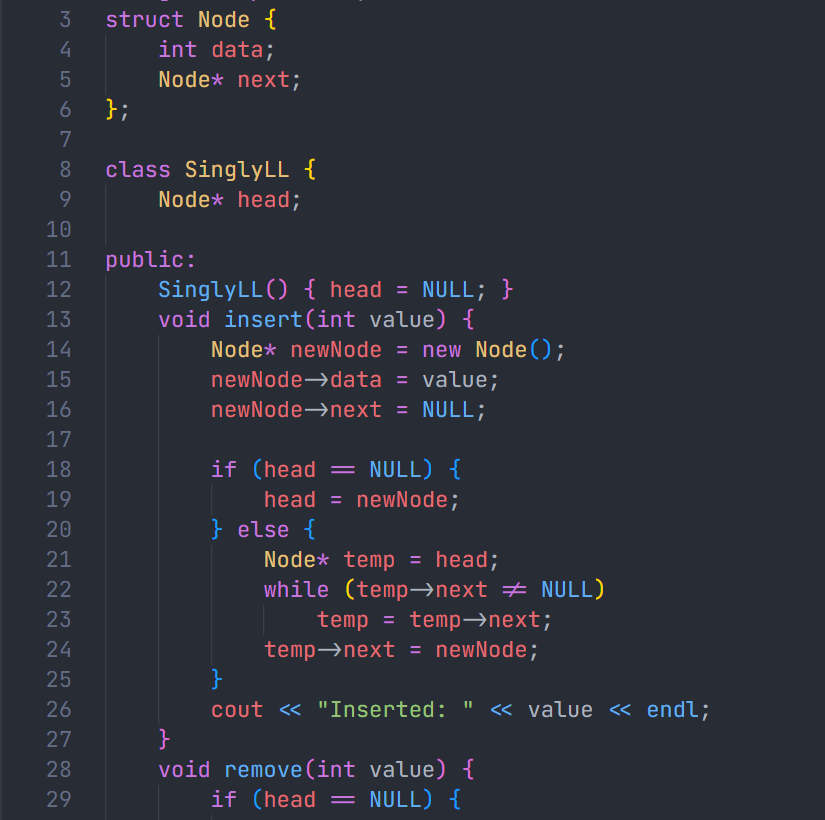 3 struct Node {
4     int data;
5     Node* next;
6 };
7
8 class SinglyLL {
9     Node* head;
10
11 public:
12     SinglyLL() { head = NULL; }
13     void insert(int value) {
14         Node* newNode = new Node();
15         newNode->data = value;
16         newNode->next = NULL;
17
18         if (head == NULL) {
19             head = newNode;
20         } else {
21             Node* temp = head;
22             while (temp->next != NULL)
23                 temp = temp->next;
24             temp->next = newNode;
25         }
26         cout << "Inserted: " << value << endl;
27     }
28     void remove(int value) {
29         if (head == NULL) {